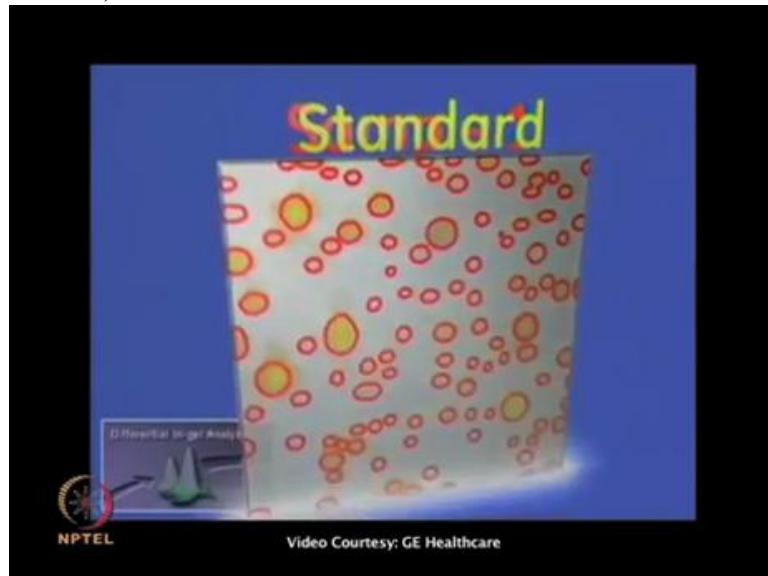 Standard
Differential In-gel Analysis
NPTEL
Video Courtesy: GE Healthcare